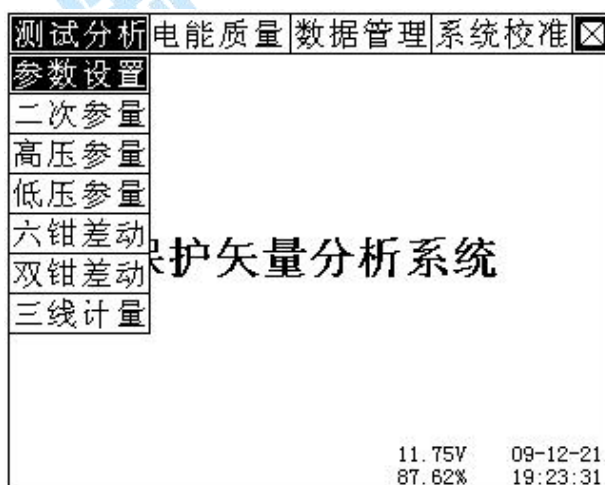 测试分析 电能质量 数据管理 系统校准
参数设置
二次参量
高压参量
低压参量
六钳差动
双钳差动
三线计量
护矢量分析系统
11.75V 09-12-21
87.62% 19:23:31